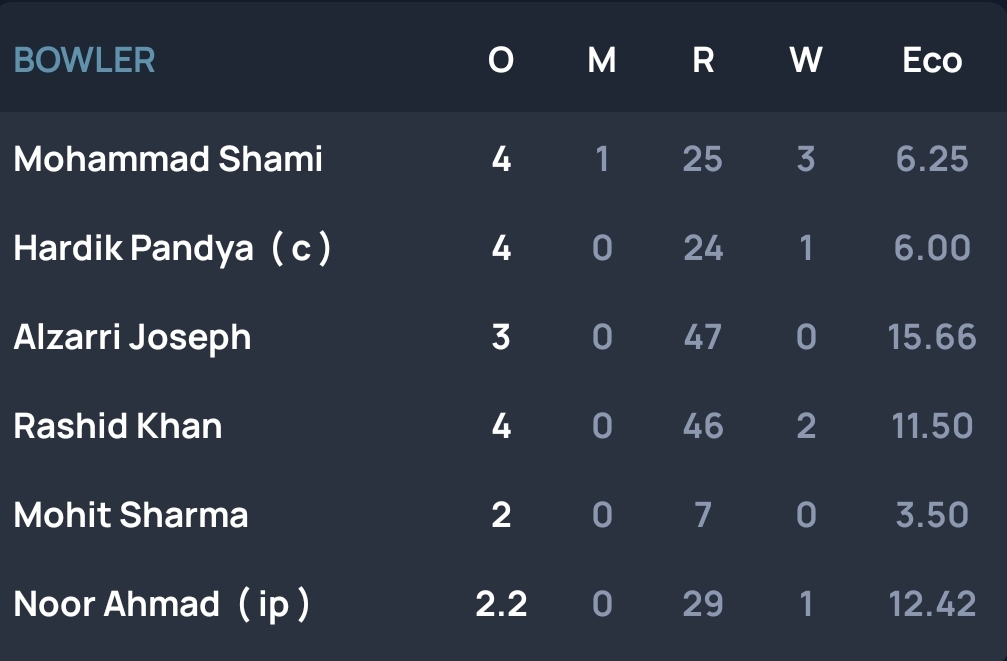 BOWLER O M R W Eco
Mohammad Shami 4 1 25 3 6.25
Hardik Pandya ( c ) 4 0 24 1 6.00
Alzarri Joseph 3 0 47 0 15.66
Rashid Khan 4 0 46 2 11.50
Mohit Sharma 2 0 7 0 3.50
Noor Ahmad ( ip ) 2.2 0 29 1 12.42